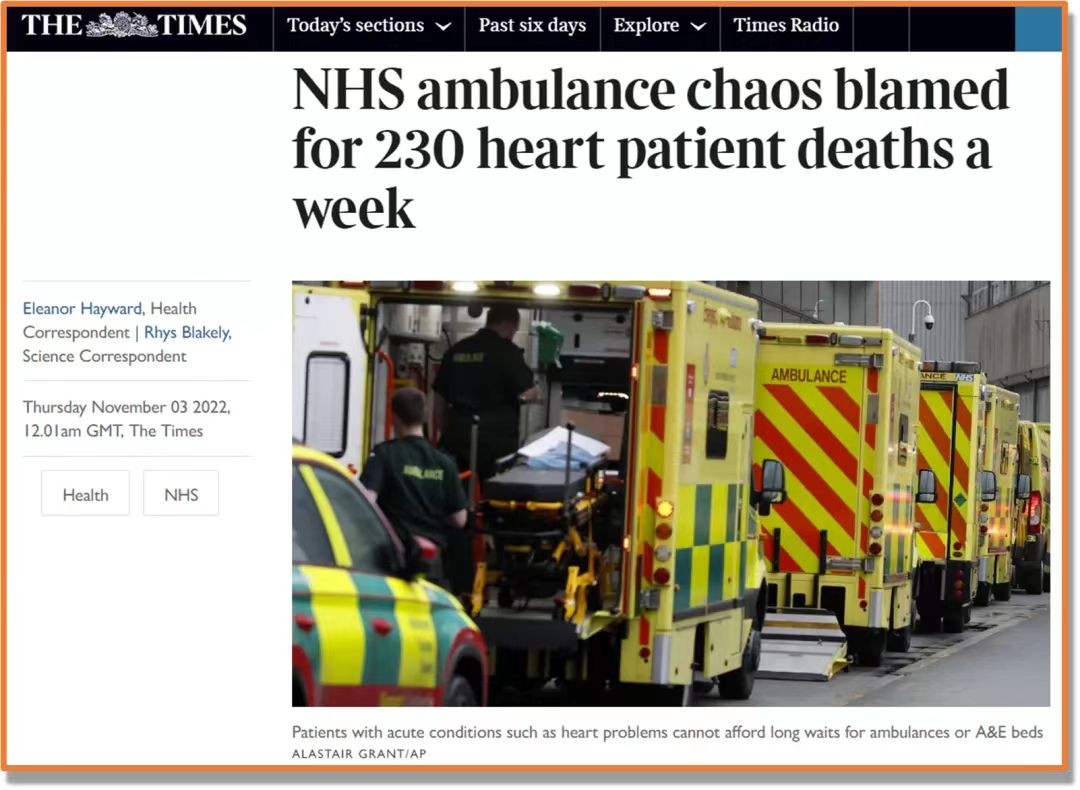 THE TIMES
Today's sections
Past six days
Explore
Times Radio
NHS ambulance chaos blamed
for 230 heart patient deaths a
week
Eleanor Hayward, Health
Correspondent | Rhys Blakely,
Science Correspondent
Thursday November 03 2022,
12.01am GMT, The Times
Health
NHS
AMBULANCE
AMBULANCE
AMBULANCE
ANCE NHS
Patients with acute conditions such as heart problems cannot afford long waits for ambulances or A&E beds
ALASTAIR GRANT/AP